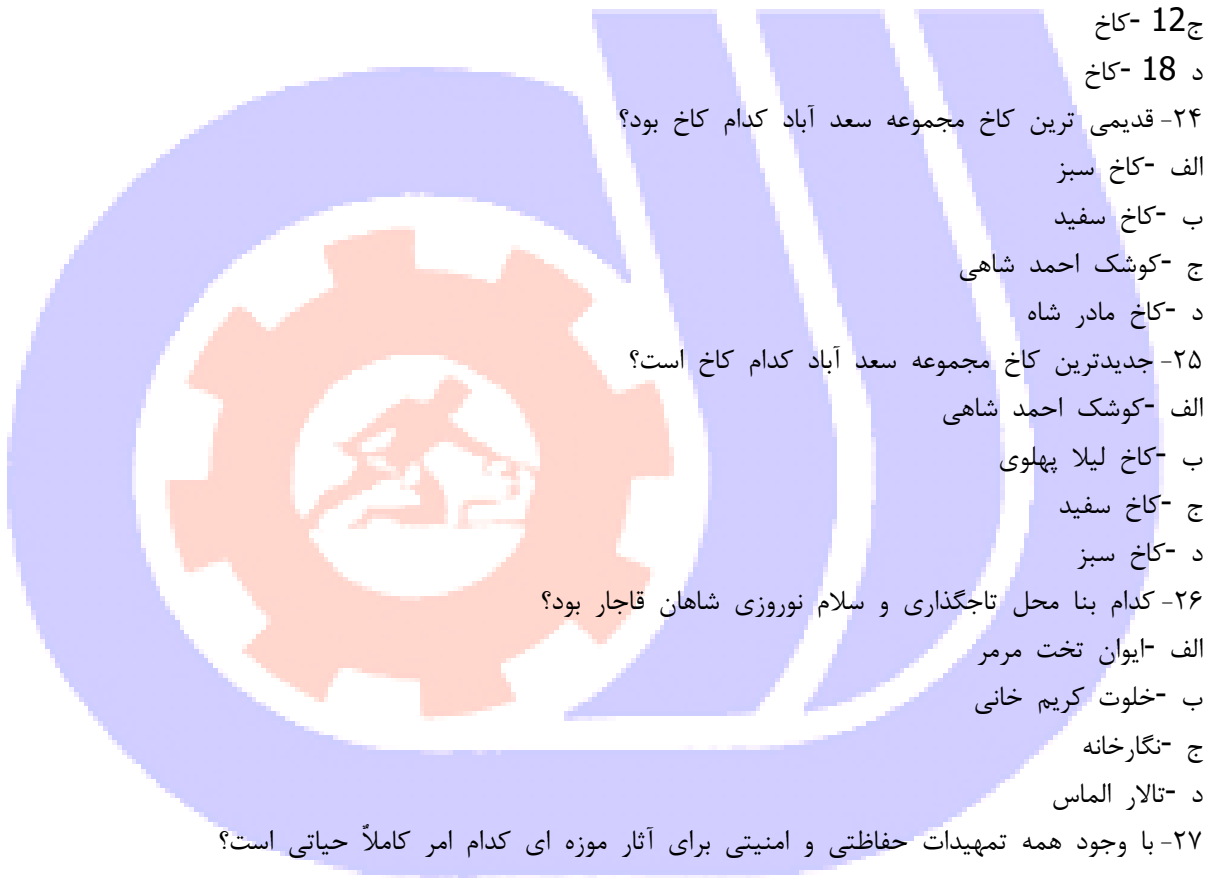 ج12 -کاخ
د 18 -کاخ
۲۴- قدیمی ترین کاخ مجموعه سعد آباد کدام کاخ بود؟
الف -کاخ سبز
ب -کاخ سفید
ج -کوشک احمد شاهی
د -کاخ مادر شاه
۲۵- جدیدترین کاخ مجموعه سعد آباد کدام کاخ است؟
الف -کوشک احمد شاهی
ب -کاخ لیلا پهلوی
ج -کاخ سفید
د -کاخ سبز
۲۶- کدام بنا محل تاجگذاری و سلام نوروزی شاهان قاجار بود؟
الف -ایوان تخت مرمر
ب -خلوت کریم خانی
ج -نگارخانه
د -تالار الماس
۲۷- با وجود همه تمهیدات حفاظتی و امنیتی برای آثار موزه ای کدام امر کاملاٌ حیاتی است؟